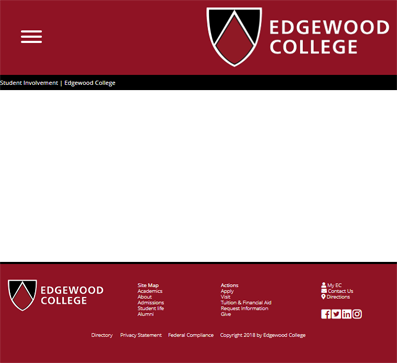 EDGEWOOD
COLLEGE
Student Involvement | Edgewood College
EDGEWOOD
COLLEGE
Site Map
Academics
About
Admissions
Student life
Alumni
Actions
Apply
Visit
Tuition & Financial Aid
Request Information
Give
My EC
Contact Us
Directions
Directory
Privacy Statement
Federal Compliance
Copyright 2018 by Edgewood College